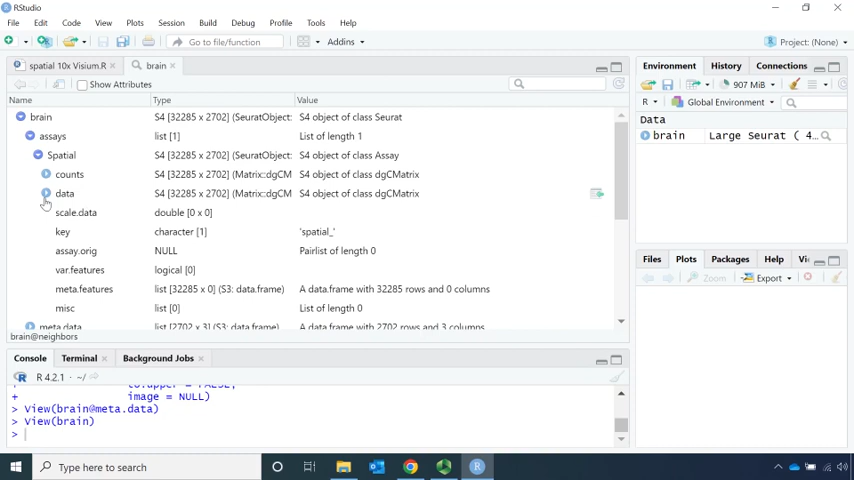 RStudio
File Edit Code View Plots Session Build Debug Profile Tools Help
Go to file/function Addins Project: (None)
spatial 10x Visium.R brain
Show Attributes
Name Type Value
brain S4 [32285 x 2702] (SeuratObject: S4 object of class Seurat
assays list [1] List of length 1
Spatial S4 [32285 x 2702] (SeuratObject: S4 object of class Assay
counts S4 [32285 x 2702] (Matrix::dgCM S4 object of class dgCMatrix
data S4 [32285 x 2702] (Matrix::dgCM S4 object of class dgCMatrix
scale.data double [0 x 0]
key character [1] 'spatial_'
assay.orig NULL Pairlist of length 0
var.features logical [0]
meta.features list [32285 x 0] (S3: data.frame) A data.frame with 32285 rows and 0 columns
misc list [0] List of length 0
meta.data list [2702 x 3] (S3: data.frame) A data.frame with 2702 rows and 3 columns
brain@neighbors
Console Terminal Background Jobs
R 4.2.1 · ~/
+ to.upper = FALSE,
+ image = NULL)
> View(brain@meta.data)
> View(brain)
>
Environment History Connections
907 MiB
R Global Environment
Data
brain Large Seurat ( 4…
Files Plots Packages Help Vi
Zoom Export
Type here to search